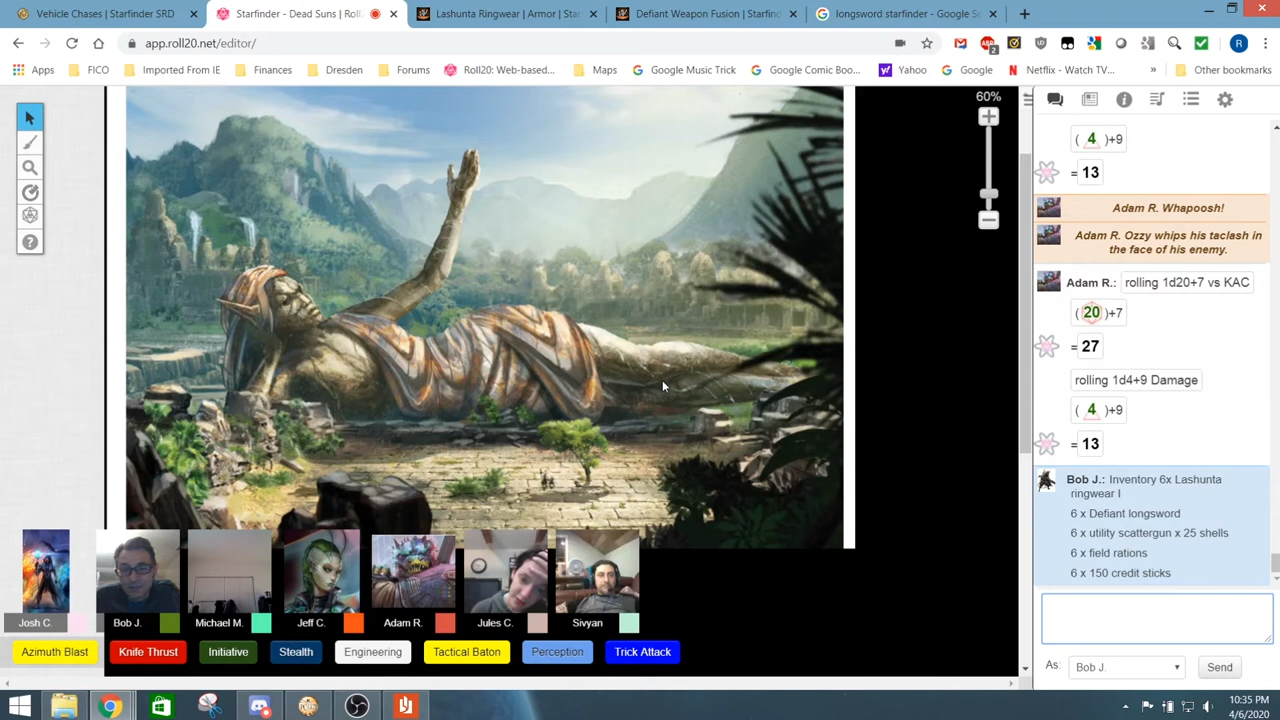 Vehicle Chases | Starfinder SRD
Starfinder - Dead Suns | Roll
Lashunta Ringwear | Armor | Star
Defiant Weapon Fusion | Starfind
longsword starfinder - Google Se
app.roll20.net/editor/
Apps
FICO
Imported From IE
Finances
Dresden
Forums
Roll20: Web-based...
Maps
Google Music Trick
Google Comic Boo...
Yahoo
Google
Netflix - Watch TV...
»
Other bookmarks
60%
( 4 )+9
= 13
Adam R. Whapoosh!
Adam R. Ozzy whips his taclash in
the face of his enemy.
Adam R.: rolling 1d20+7 vs KAC
( 20 )+7
= 27
rolling 1d4+9 Damage
( 4 )+9
= 13
Bob J.: Inventory 6x Lashunta
ringwear I
6 x Defiant longsword
6 x utility scattergun x 25 shells
6 x field rations
6 x 150 credit sticks
Josh C.
Bob J.
Michael M.
Jeff C.
Adam R.
Jules C.
Sivyan
Azimuth Blast
Knife Thrust
Initiative
Stealth
Engineering
Tactical Baton
Perception
Trick Attack
As: Bob J.
Send
10:35 PM
4/6/2020